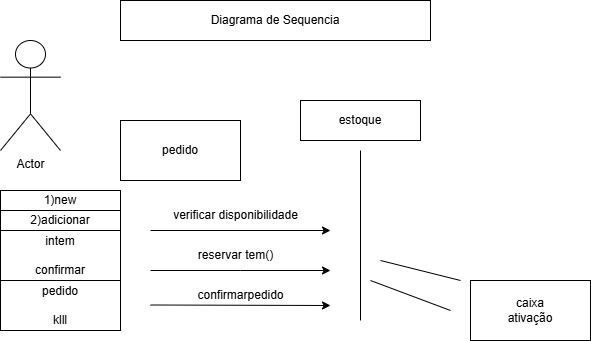 Diagrama de Sequencia
estoque
pedido
Actor
1)new
2)adicionar
intem
confirmar
pedido
klll
verificar disponibilidade
reservar tem()
confirmarpedido
caixa
ativação